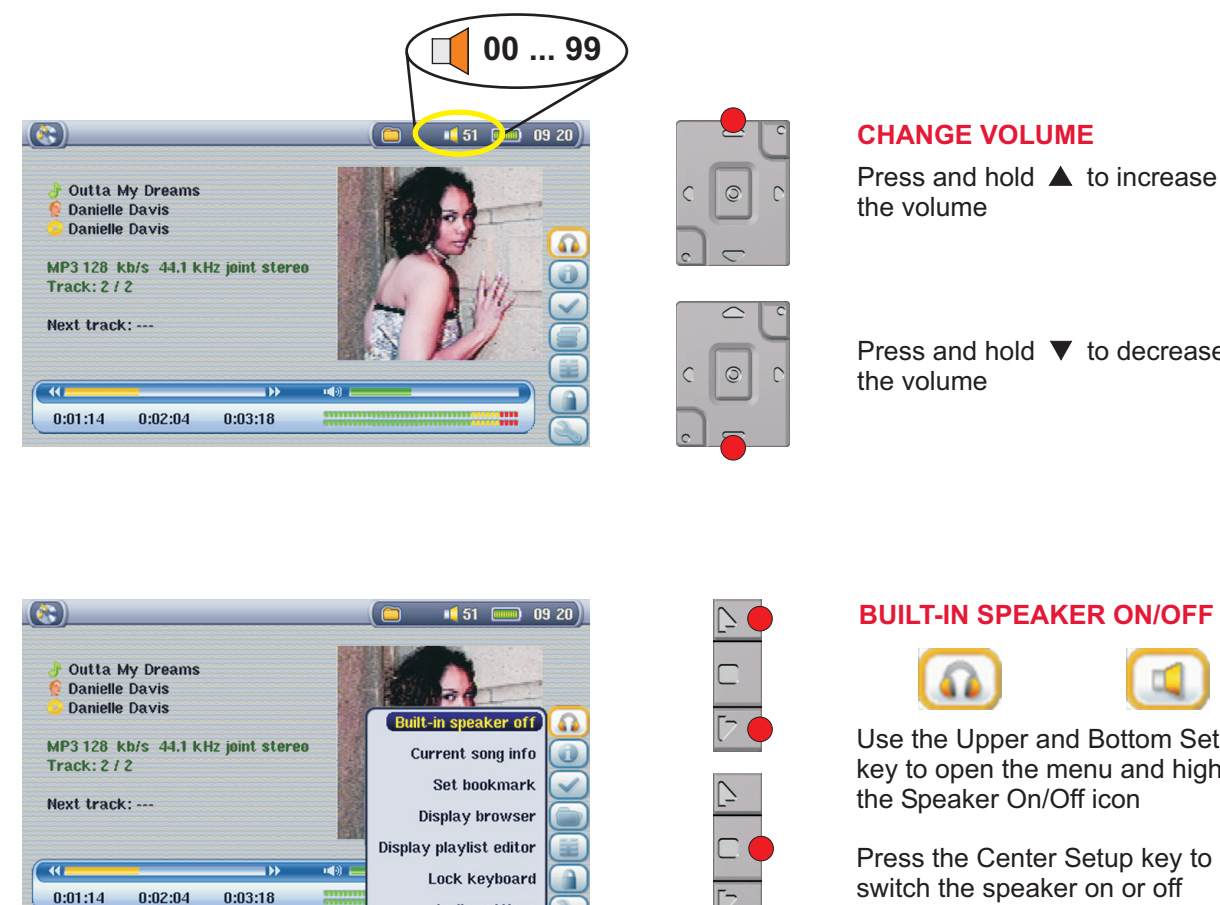 00 ... 99
51 09 20
Outta My Dreams
Danielle Davis
Danielle Davis
MP3 128 kb/s 44.1 kHz joint stereo
Track: 2 / 2
Next track: ---
0:01:14 0:02:04 0:03:18
CHANGE VOLUME
Press and hold ▲ to increase
the volume
Press and hold ▼ to decrease
the volume
51 09 20
Outta My Dreams
Danielle Davis
Danielle Davis
MP3 128 kb/s 44.1 kHz joint stereo
Track: 2 / 2
Next track: ---
0:01:14 0:02:04 0:03:18
Built-in speaker off
Current song info
Set bookmark
Display browser
Display playlist editor
Lock keyboard
BUILT-IN SPEAKER ON/OFF
Use the Upper and Bottom Set
key to open the menu and high
the Speaker On/Off icon
Press the Center Setup key to
switch the speaker on or off